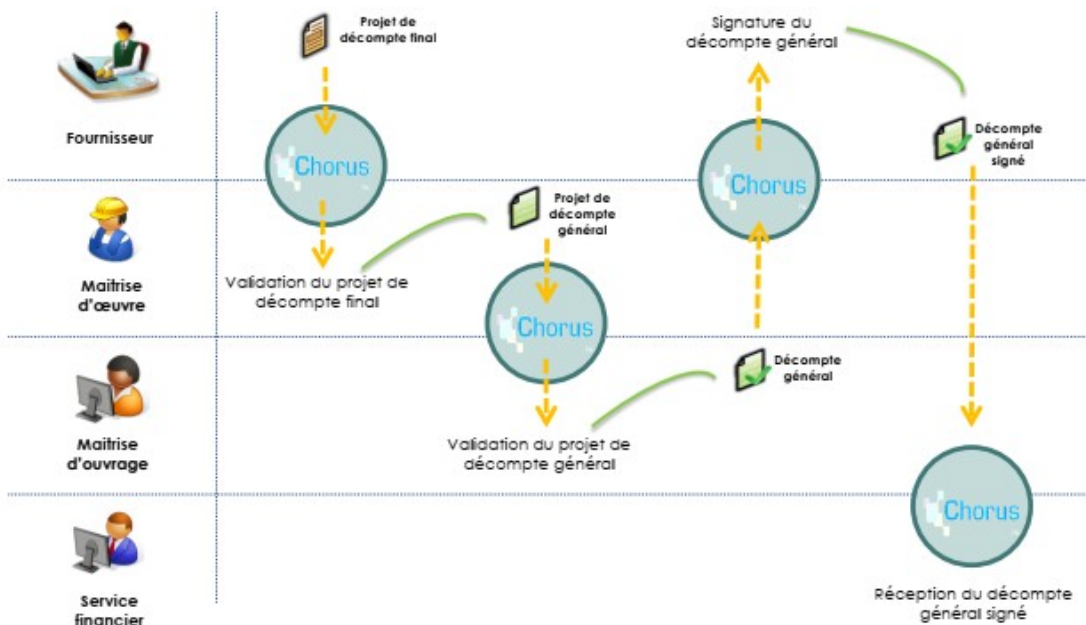 Projet de
décompte final
Signature du
décompte général
Fournisseur
Chorus
Chorus
Décompte
général
signé
Projet de
décompte
général
Maitrise
d'œuvre
Validation du projet de
décompte final
Chorus
Décompte
général
Maitrise
d'ouvrage
Validation du projet de
décompte général
Chorus
Service
financier
Réception du décompte
général signé